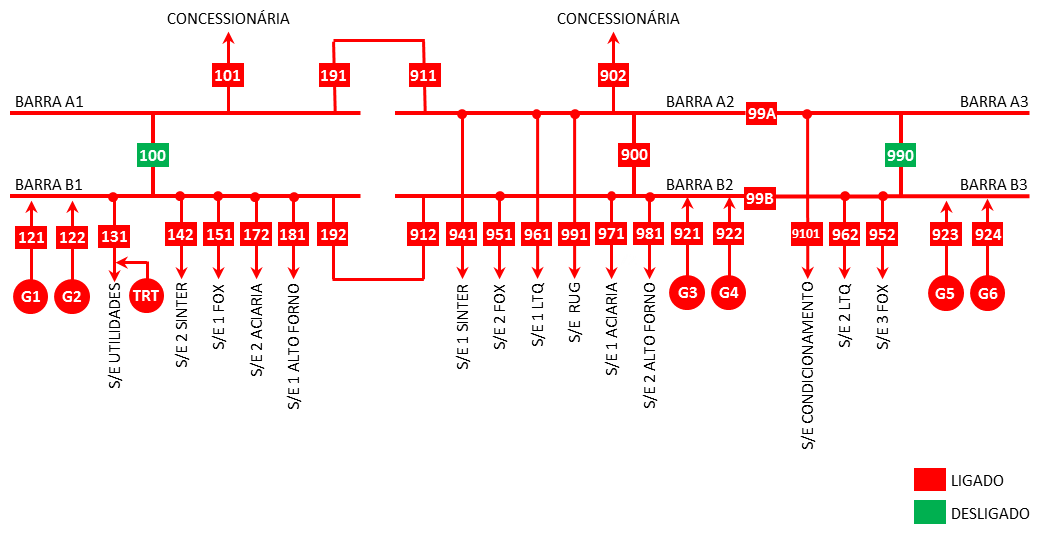 CONCESSIONÁRIA CONCESSIONÁRIA
101 191 911 902
BARRA A1 BARRA A2 99A BARRA A3
100 900 990
BARRA B1 BARRA B2 99B BARRA B3
121 122 131 142 151 172 181 192 912 941 951 961 991 971 981 921 922 9101 962 952 923 924
G1 G2 TRT G3 G4 G5 G6
S/E UTILIDADES
S/E 2 SINTER
S/E 1 FOX
S/E 2 ACIARIA
S/E 1 ALTO FORNO
S/E 1 SINTER
S/E 2 FOX
S/E 1 LTQ
S/E RUG
S/E 1 ACIARIA
S/E 2 ALTO FORNO
S/E CONDICIONAMENTO
S/E 2 LTQ
S/E 3 FOX
LIGADO
DESLIGADO